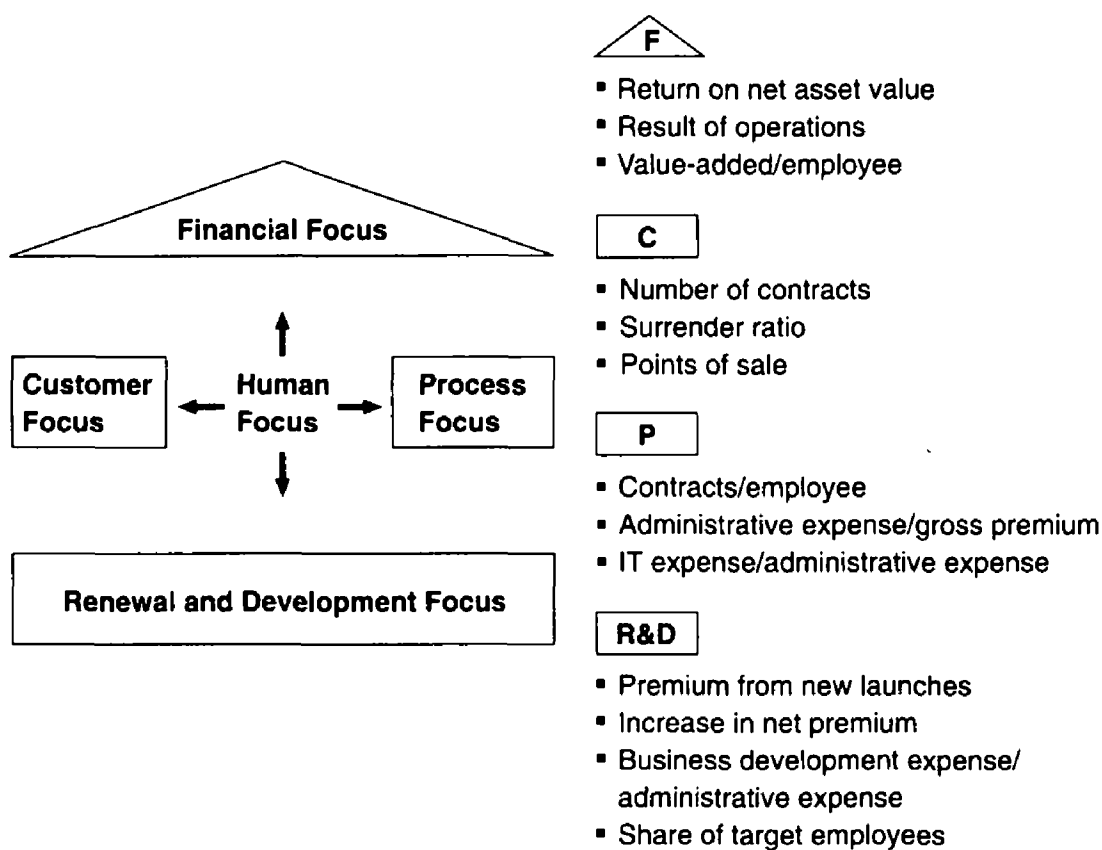 Financial Focus
Customer
Focus
Human
Focus
Process
Focus
Renewal and Development Focus
F
▪ Return on net asset value
▪ Result of operations
▪ Value-added/employee
C
▪ Number of contracts
▪ Surrender ratio
▪ Points of sale
P
▪ Contracts/employee
▪ Administrative expense/gross premium
▪ IT expense/administrative expense
R&D
▪ Premium from new launches
▪ Increase in net premium
▪ Business development expense/
administrative expense
▪ Share of target employees